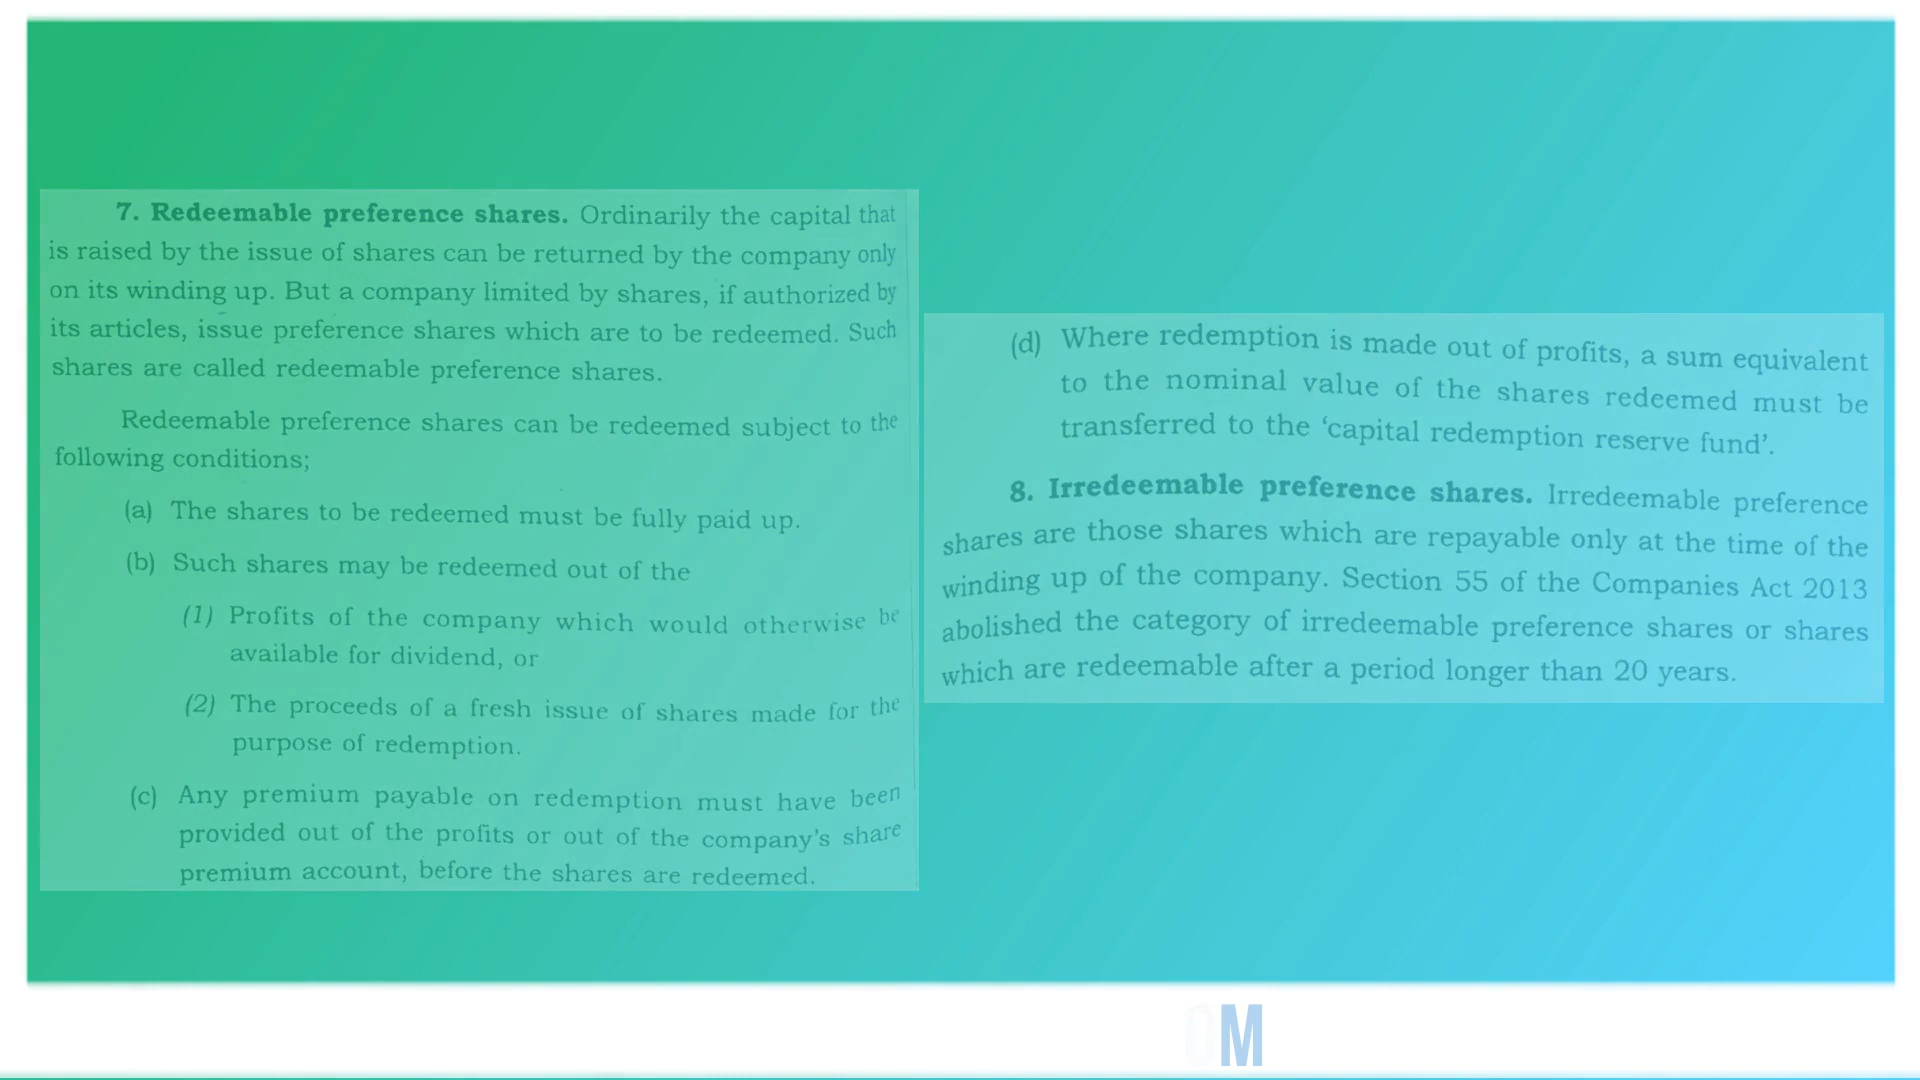 7. Redeemable preference shares. Ordinarily the capital that
is raised by the issue of shares can be returned by the company only
on its winding up. But a company limited by shares, if authorized by
its articles, issue preference shares which are to be redeemed. Such
shares are called redeemable preference shares.
Redeemable preference shares can be redeemed subject to the
following conditions;
(a) The shares to be redeemed must be fully paid up.
(b) Such shares may be redeemed out of the
(1) Profits of the company which would otherwise be
available for dividend, or
(2) The proceeds of a fresh issue of shares made for the
purpose of redemption.
(c) Any premium payable on redemption must have been
provided out of the profits or out of the company's share
premium account, before the shares are redeemed.
(d) Where redemption is made out of profits, a sum equivalent
to the nominal value of the shares redeemed must be
transferred to the 'capital redemption reserve fund'.
8. Irredeemable preference shares. Irredeemable preference
shares are those shares which are repayable only at the time of the
winding up of the company. Section 55 of the Companies Act 2013
abolished the category of irredeemable preference shares or shares
which are redeemable after a period longer than 20 years.
M